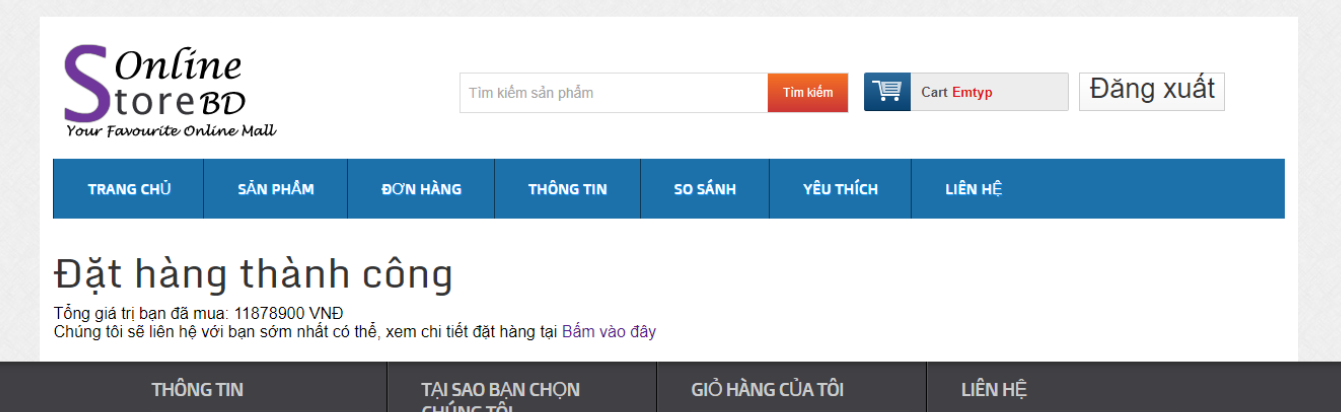 Online
Store BD
Your Favourite Online Mall
Tìm kiếm sản phẩm
Tìm kiếm
Cart Emtyp
Đăng xuất
TRANG CHỦ
SẢN PHẨM
ĐƠN HÀNG
THÔNG TIN
SO SÁNH
YÊU THÍCH
LIÊN HỆ
Đặt hàng thành công
Tổng giá trị bạn đã mua: 11878900 VNĐ
Chúng tôi sẽ liên hệ với bạn sớm nhất có thể, xem chi tiết đặt hàng tại Bấm vào đây
THÔNG TIN
TẠI SAO BẠN CHỌN
CHÚNG TÔI
GIỎ HÀNG CỦA TÔI
LIÊN HỆ